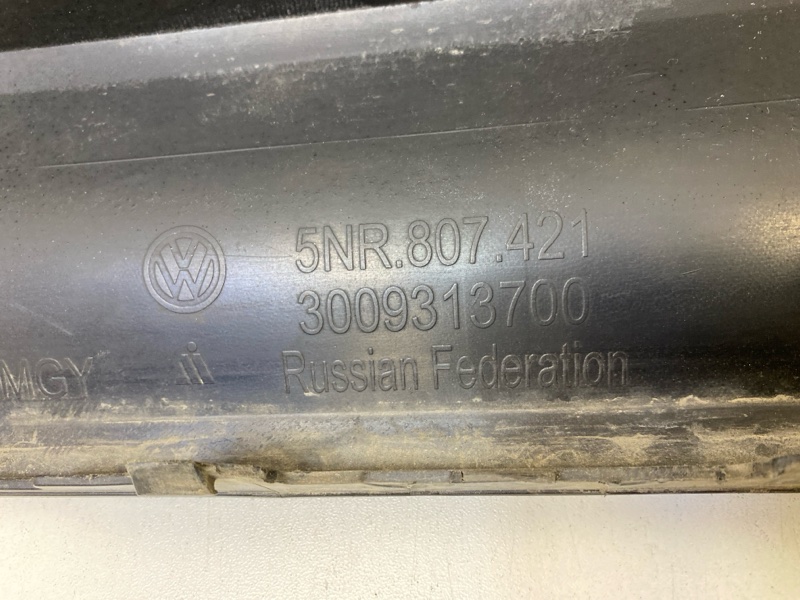 5NR.807.421
3009313700
MGY
Russian Federation